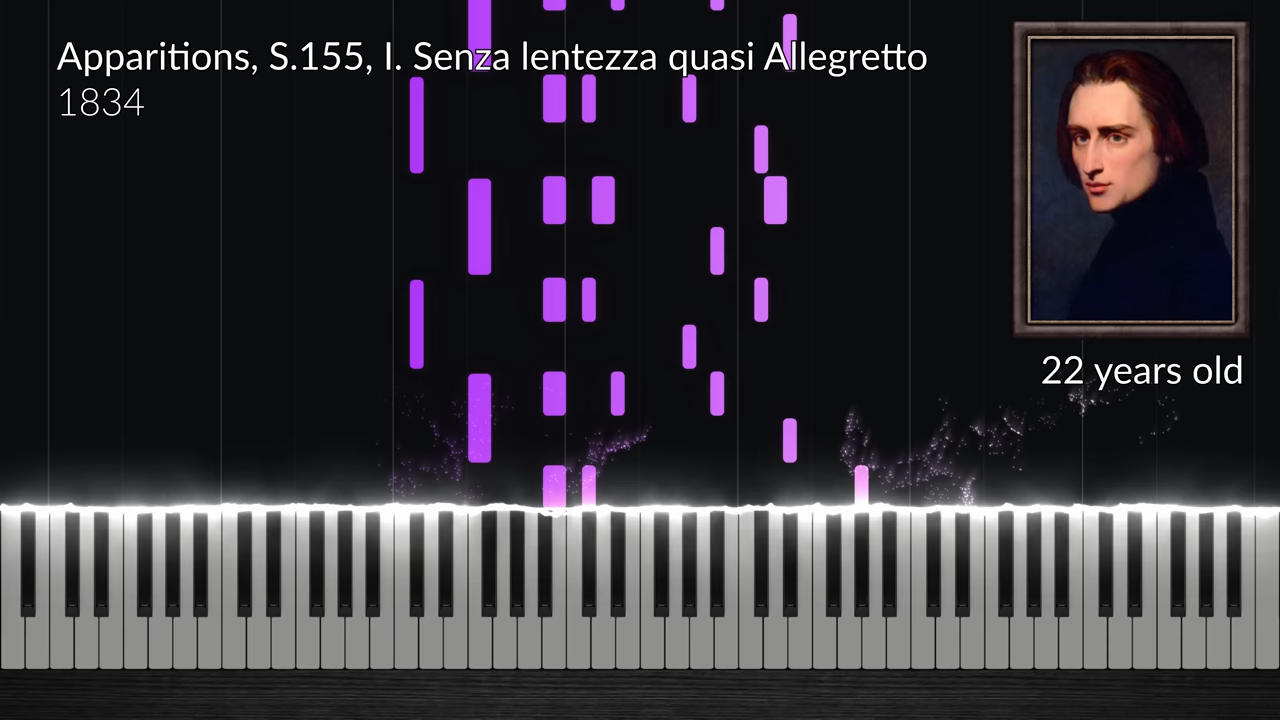 Apparitions, S.155, I. Senza lentezza quasi Allegretto
1834
22 years old